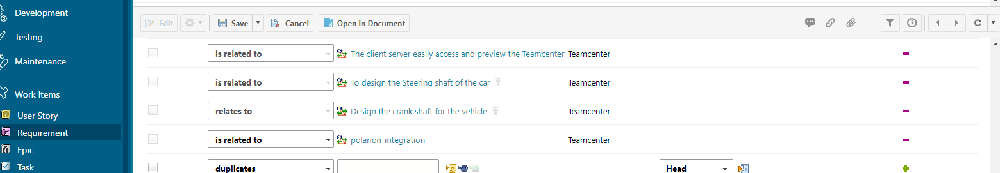 Development
Testing
Maintenance
Work Items
User Story
Requirement
Epic
Task
Edit Save Cancel Open in Document
is related to The client server easily access and preview the Teamcenter Teamcenter
is related to To design the Steering shaft of the car Teamcenter
relates to Design the crank shaft for the vehicle Teamcenter
is related to polarion_integration Teamcenter
duplicates Head